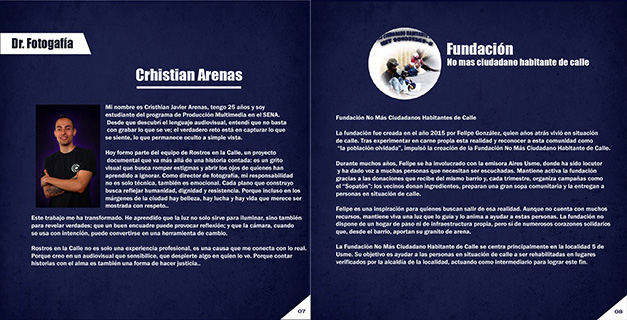 Dr. Fotogafía
Crhistian Arenas
Mi nombre es Cristhian Javier Arenas, tengo 25 años y soy
estudiante del programa de Producción Multimedia en el SENA.
Desde que descubrí el lenguaje audiovisual, entendí que no basta
con grabar lo que se ve; el verdadero reto está en capturar lo que
se siente, lo que permanece oculto a simple vista.
Hoy formo parte del equipo de Rostros en la Calle, un proyecto
documental que va más allá de una historia contada: es un grito
visual que busca romper estigmas y abrir los ojos de quienes han
aprendido a ignorar. Como director de fotografía, mi responsabilidad
no es solo técnica, también es emocional. Cada plano que construyo
busca reflejar humanidad, dignidad y resistencia. Porque incluso en los
márgenes de la ciudad hay belleza, hay lucha y hay vida que merece ser
mostrada con respeto..
Este trabajo me ha transformado. He aprendido que la luz no solo sirve para iluminar, sino también
para revelar verdades; que un buen encuadre puede provocar reflexión; y que la cámara, cuando
se usa con intención, puede convertirse en una herramienta de cambio.
Rostros en la Calle no es solo una experiencia profesional, es una causa que me conecta con lo real.
Porque creo en un audiovisual que sensibilice, que despierte algo en quien lo ve. Porque contar
historias con el alma es también una forma de hacer justicia..
07
Fundación
No mas ciudadano habitante de calle
Fundación No Más Ciudadanos Habitantes de Calle
La fundación fue creada en el año 2015 por Felipe González, quien años atrás vivió en situación
de calle. Tras experimentar en carne propia esta realidad y reconocer a esta comunidad como
“la población olvidada”, impulsó la creación de la Fundación No Más Ciudadano Habitante de Calle.
Durante muchos años, Felipe se ha involucrado con la emisora Aires Usme, donde ha sido locutor
y ha dado voz a muchas personas que necesitan ser escuchadas. Mantiene activa la fundación
gracias a las donaciones que recibe del mismo barrio y, cada trimestre, organiza campañas como
el “Sopatón”: los vecinos donan ingredientes, preparan una gran sopa comunitaria y la entregan a
personas en situación de calle.
Felipe es una inspiración para quienes buscan salir de esa realidad. Aunque no cuenta con muchos
recursos, mantiene viva una luz que lo guía y lo anima a ayudar a estas personas. La fundación no
dispone de un hogar de paso ni de infraestructura propia, pero sí de numerosos corazones solidarios
que, desde el barrio, aportan su granito de arena.
La Fundación No Más Ciudadano Habitante de Calle se centra principalmente en la localidad 5 de
Usme. Su objetivo es ayudar a las personas en situación de calle a ser rehabilitadas en lugares
verificados por la alcaldía de la localidad, actuando como intermediario para lograr este fin.
08